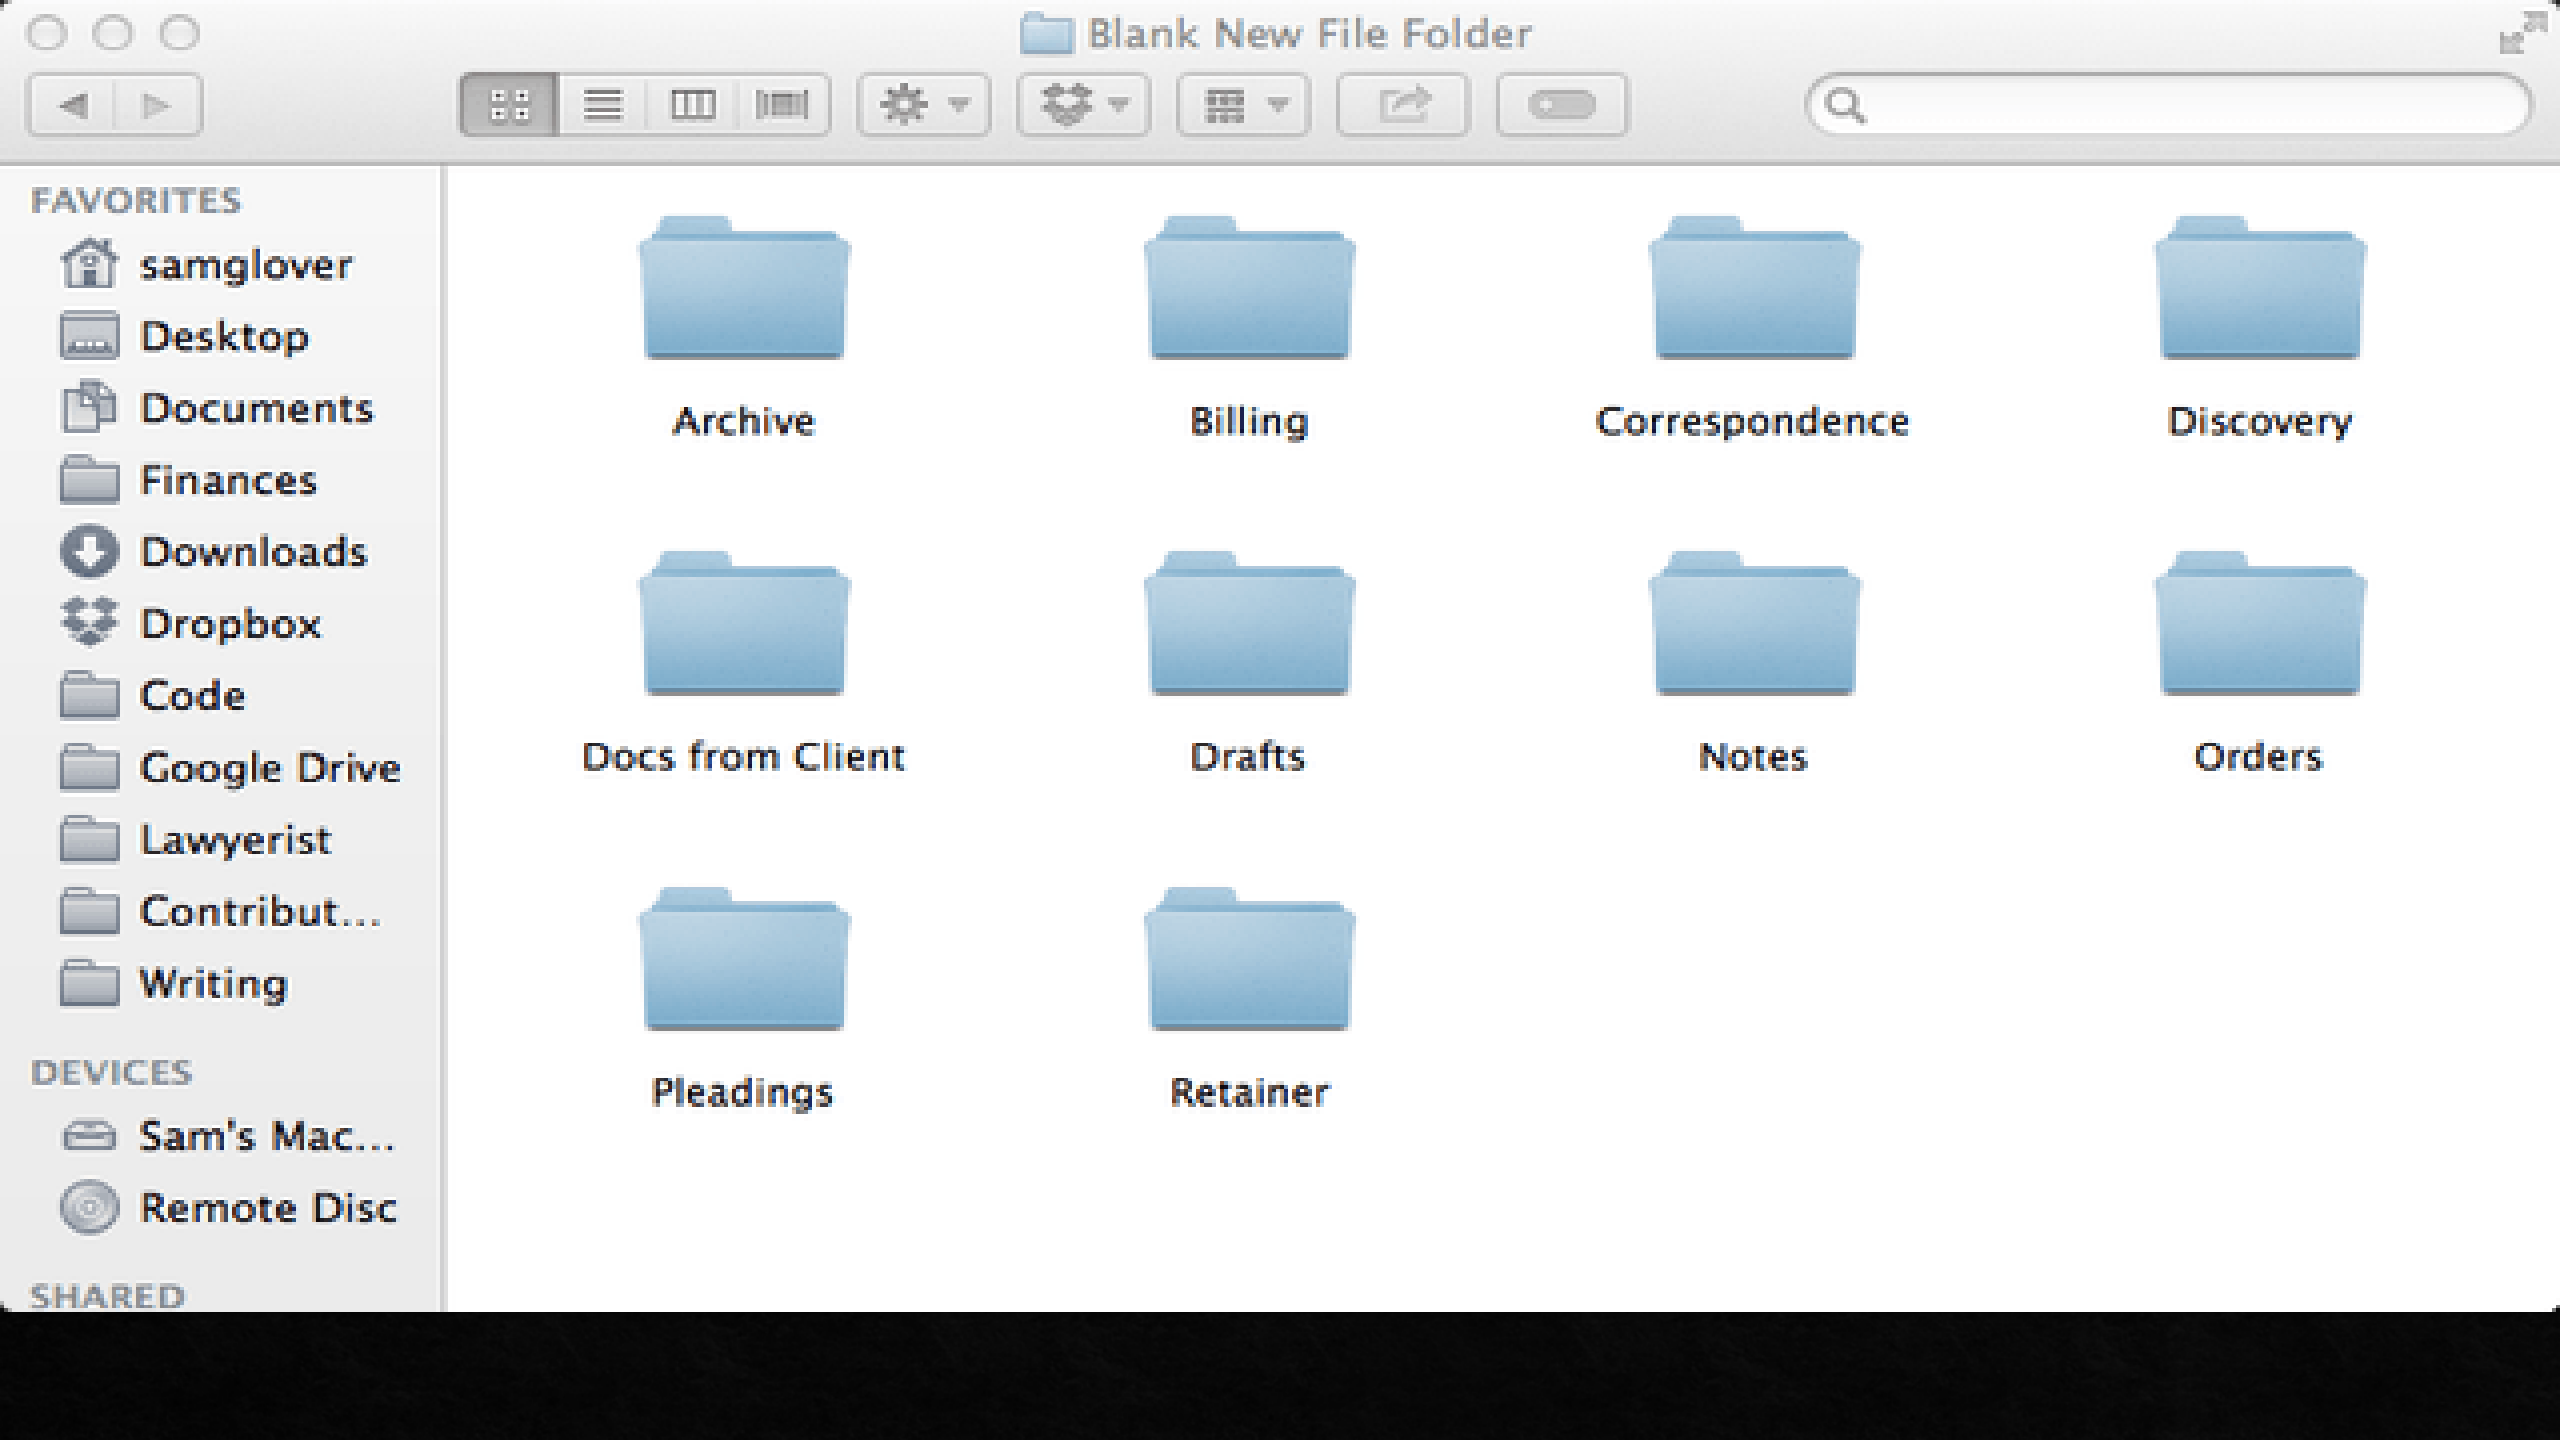 Blank New File Folder
FAVORITES
samglover
Desktop
Documents
Finances
Downloads
Dropbox
Code
Google Drive
Lawyerist
Contribut...
Writing
DEVICES
Sam's Mac...
Remote Disc
SHARED
Archive
Billing
Correspondence
Discovery
Docs from Client
Drafts
Notes
Orders
Pleadings
Retainer